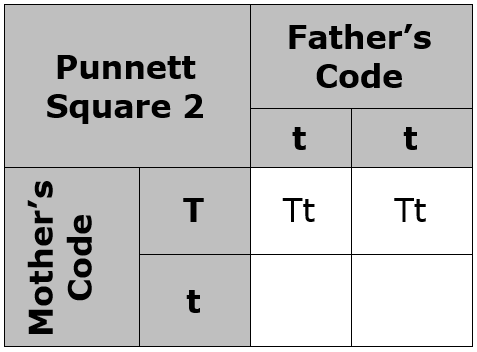 Punnett
Square 2
Father’s
Code
t t
Mother’s
Code
T Tt Tt
t